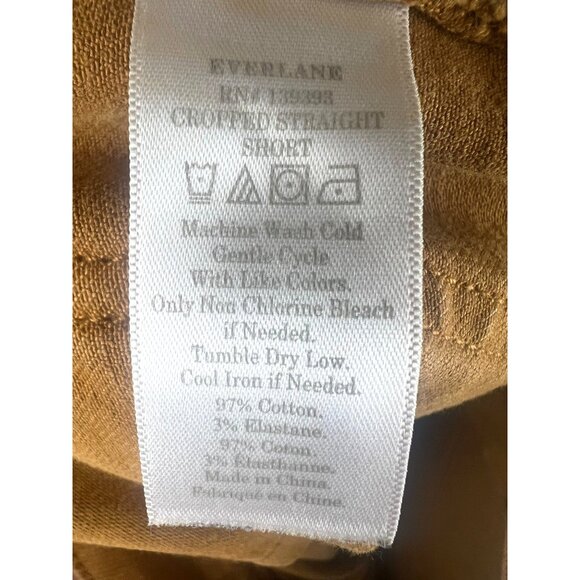 EVERLANE
RN# 139393
CROPPED STRAIGHT
SHORT
Machine Wash Cold
Gentle Cycle
With Like Colors.
Only Non Chlorine Bleach
if Needed.
Tumble Dry Low.
Cool Iron if Needed.
97% Cotton.
3% Elastane.
97% Coton.
3% Elasthanne.
Made in China.
Fabriqué en Chine.